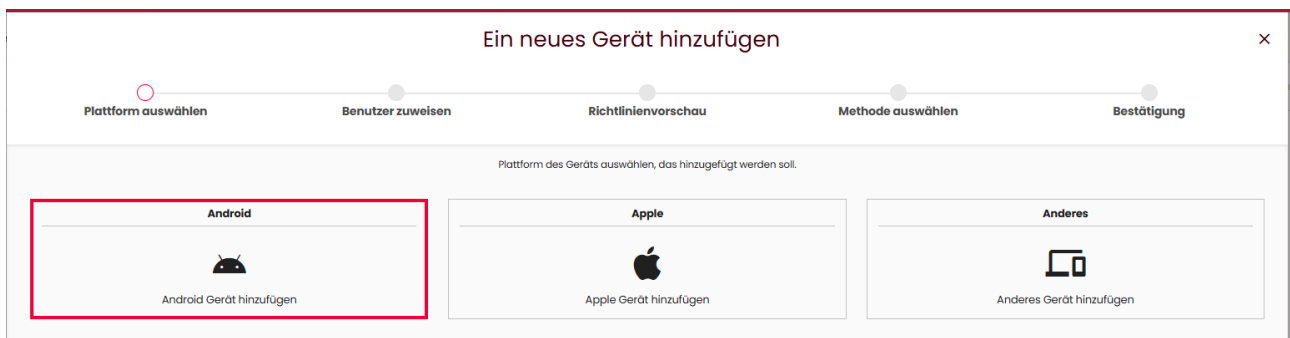 Ein neues Gerät hinzufügen
Plattform auswählen
Benutzer zuweisen
Richtlinienvorschau
Methode auswählen
Bestätigung
Plattform des Geräts auswählen, das hinzugefügt werden soll.
Android
Android Gerät hinzufügen
Apple
Apple Gerät hinzufügen
Anderes
Anderes Gerät hinzufügen